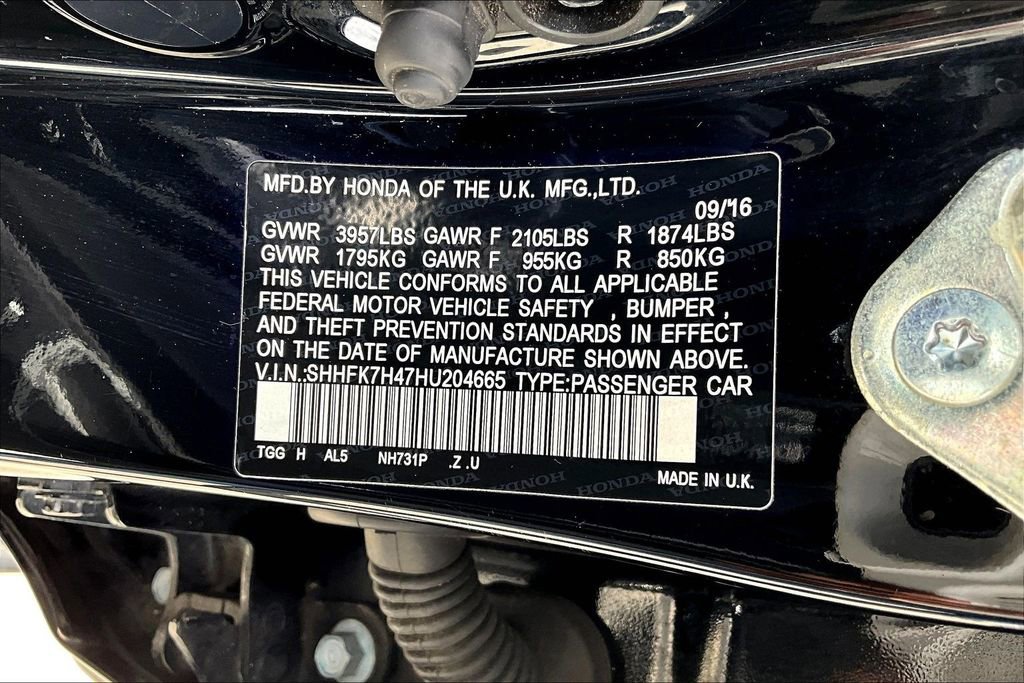 MFD.BY HONDA OF THE U.K. MFG.,LTD.
09/16
GVWR 3957LBS GAWR F 2105LBS R 1874LBS
GVWR 1795KG GAWR F 955KG R 850KG
THIS VEHICLE CONFORMS TO ALL APPLICABLE
FEDERAL MOTOR VEHICLE SAFETY , BUMPER ,
AND THEFT PREVENTION STANDARDS IN EFFECT
ON THE DATE OF MANUFACTURE SHOWN ABOVE.
V.I.N.:SHHFK7H47HU204665 TYPE:PASSENGER CAR
TGG H AL5 NH731P .Z .U
MADE IN U.K.